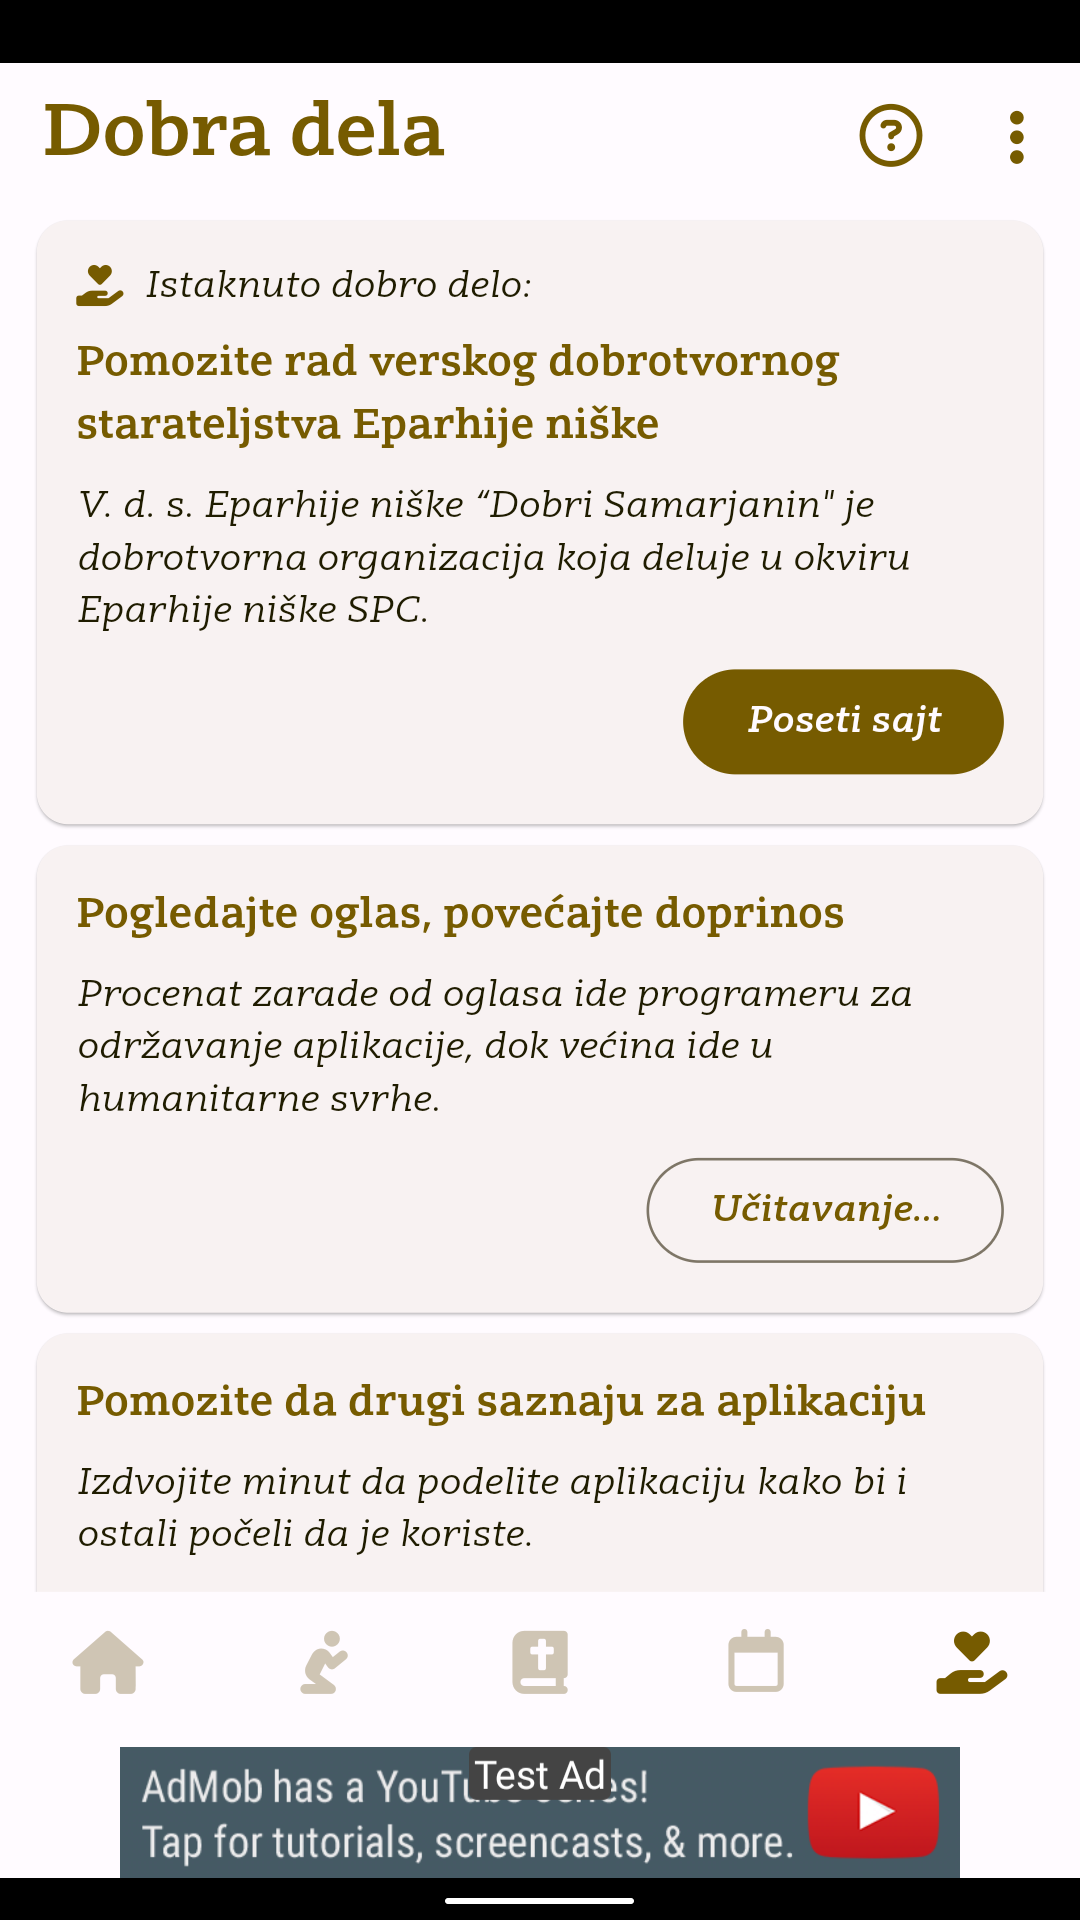 Dobra dela
Istaknuto dobro delo:
Pomozite rad verskog dobrotvornog
starateljstva Eparhije niške
V. d. s. Eparhije niške “Dobri Samarjanin" je
dobrotvorna organizacija koja deluje u okviru
Eparhije niške SPC.
Poseti sajt
Pogledajte oglas, povećajte doprinos
Procenat zarade od oglasa ide programeru za
održavanje aplikacije, dok većina ide u
humanitarne svrhe.
Učitavanje...
Pomozite da drugi saznaju za aplikaciju
Izdvojite minut da podelite aplikaciju kako bi i
ostali počeli da je koriste.
Test Ad
AdMob has a
Tap for tutorials, screencasts, & more.